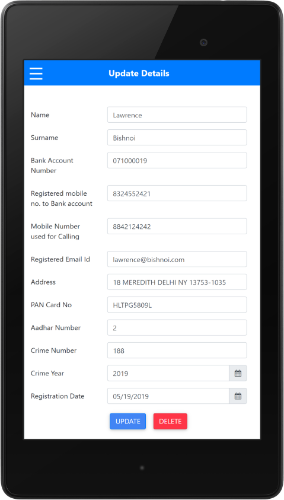 Update Details
Name Lawrence
Surname Bishnoi
Bank Account
Number 071000019
Registered mobile
no. to Bank account 8324552421
Mobile Number
used for Calling 8842124242
Registered Email Id lawrence@bishnoi.com
Address 18 MEREDITH DELHI NY 13753-1035
PAN Card No HLTPG5809L
Aadhar Number 2
Crime Number 188
Crime Year 2019
Registration Date 05/19/2019
UPDATE DELETE